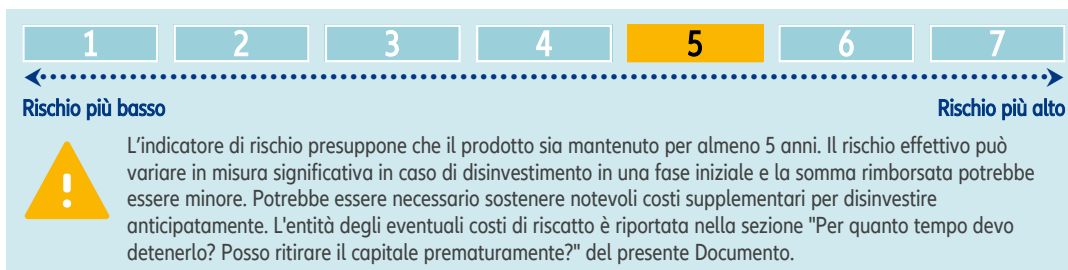 1 2 3 4 5 6 7
Rischio più basso Rischio più alto
L’indicatore di rischio presuppone che il prodotto sia mantenuto per almeno 5 anni. Il rischio effettivo può
variare in misura significativa in caso di disinvestimento in una fase iniziale e la somma rimborsata potrebbe
essere minore. Potrebbe essere necessario sostenere notevoli costi supplementari per disinvestire
anticipatamente. L'entità degli eventuali costi di riscatto è riportata nella sezione "Per quanto tempo devo
detenerlo? Posso ritirare il capitale prematuramente?" del presente Documento.